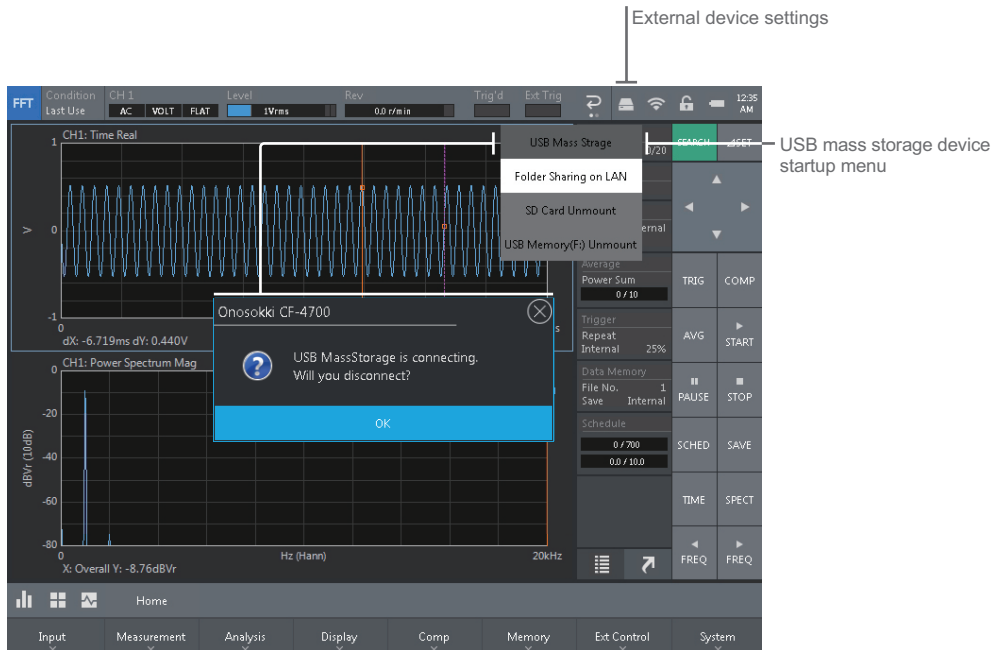 External device settings
FFT
Condition
Last Use
CH 1
AC VOLT FLAT
Level
1Vrms
Rev
0.0 r/min
Trig'd
Ext Trig
12:35
AM
CH1: Time Real
1
V
0
-1
0
s
dX: -6.719ms dY: 0.440V
USB Mass Strage
Folder Sharing on LAN
SD Card Unmount
USB Memory(F:) Unmount
0/20
SEARCH
⊿SET
USB mass storage device
startup menu
ernal
Average
Power Sum
0 / 10
Trigger
Repeat
Internal 25%
Data Memory
File No. 1
Save Internal
Schedule
0 / 700
0.0 / 10.0
TRIG COMP
AVG START
PAUSE STOP
SCHED SAVE
TIME SPECT
FREQ FREQ
Onosokki CF-4700
USB MassStorage is connecting.
Will you disconnect?
OK
CH1: Power Spectrum Mag
0
-20
dBVr (10dB)
-40
-60
-80
0 Hz (Hann) 20kHz
X: Overall Y: -8.76dBVr
Home
Input Measurement Analysis Display Comp Memory Ext Control System